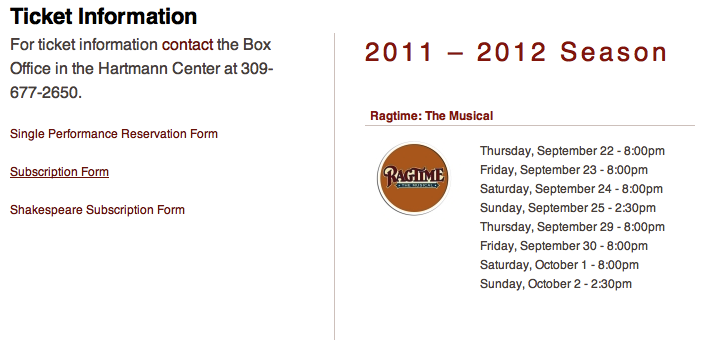 Ticket Information
For ticket information contact the Box
Office in the Hartmann Center at 309-
677-2650.
Single Performance Reservation Form
Subscription Form
Shakespeare Subscription Form
2011 – 2012 Season
Ragtime: The Musical
RAGTIME
THE MUSICAL
Thursday, September 22 - 8:00pm
Friday, September 23 - 8:00pm
Saturday, September 24 - 8:00pm
Sunday, September 25 - 2:30pm
Thursday, September 29 - 8:00pm
Friday, September 30 - 8:00pm
Saturday, October 1 - 8:00pm
Sunday, October 2 - 2:30pm